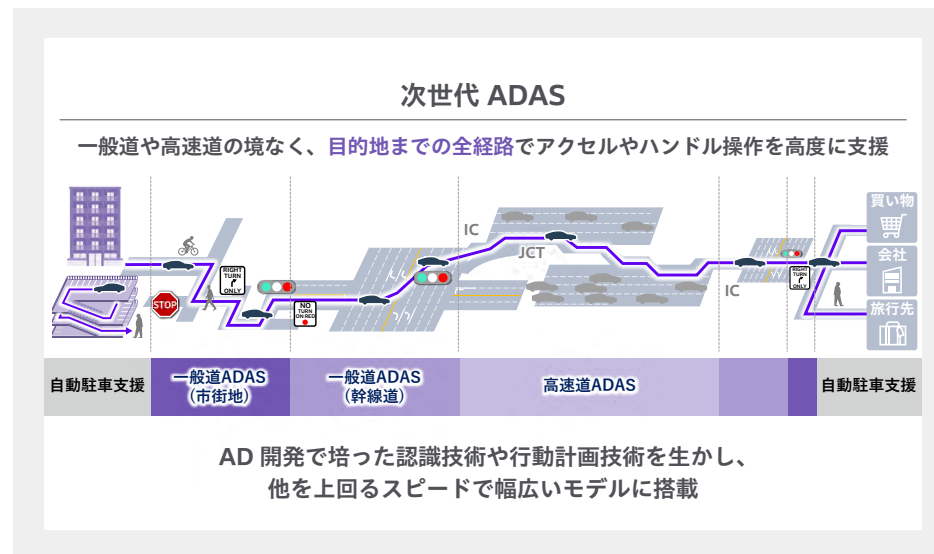 次世代 ADAS
一般道や高速道の境なく、目的地までの全経路でアクセルやハンドル操作を高度に支援
買い物
IC
JCT
会社
RIGHT
TURN
ONLY
STOP
NO
TURN
ON RED
IC
RIGHT
TURN
ONLY
旅行先
自動駐車支援
一般道ADAS
(市街地)
一般道ADAS
(幹線道)
高速道ADAS
自動駐車支援
AD 開発で培った認識技術や行動計画技術を生かし、
他を上回るスピードで幅広いモデルに搭載